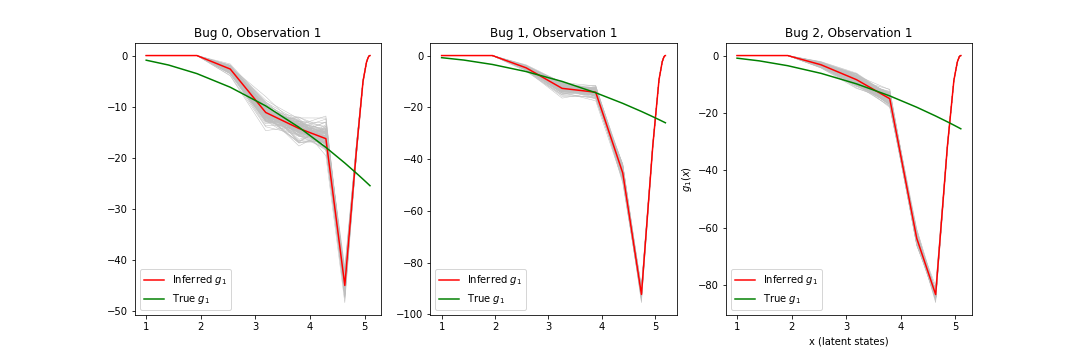 Bug 0, Observation 1
0
−10
−20
−30
−40
−50
1 2 3 4 5
Inferred g₁
True g₁
Bug 1, Observation 1
0
−20
−40
−60
−80
−100
1 2 3 4 5
Inferred g₁
True g₁
Bug 2, Observation 1
g₁(x)
0
−20
−40
−60
−80
1 2 3 4 5
x (latent states)
Inferred g₁
True g₁